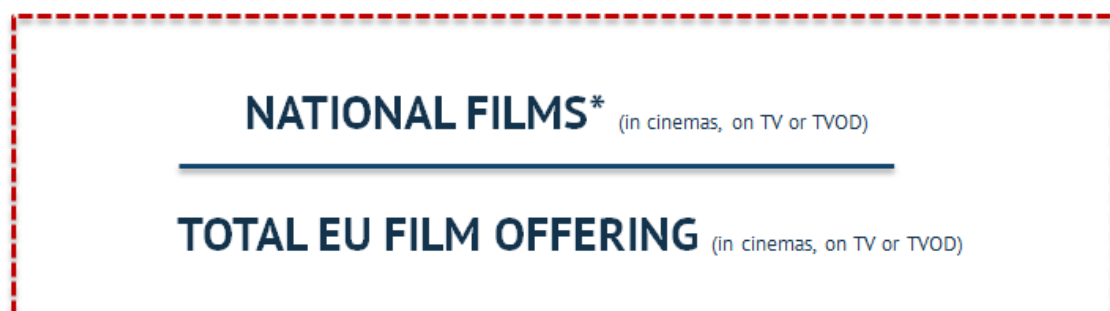 NATIONAL FILMS* (in cinemas, on TV or TVOD)
TOTAL EU FILM OFFERING (in cinemas, on TV or TVOD)